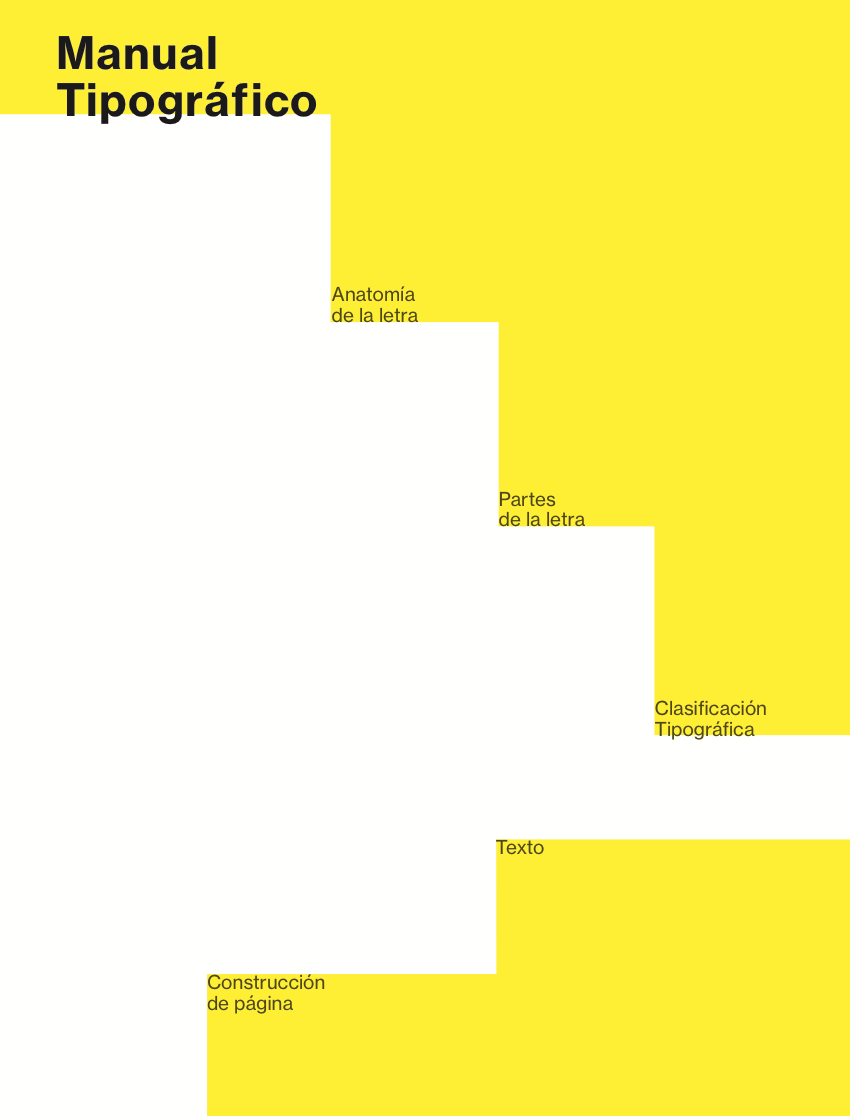 Manual
Tipográfico
Anatomía
de la letra
Partes
de la letra
Clasificación
Tipográfica
Texto
Construcción
de página